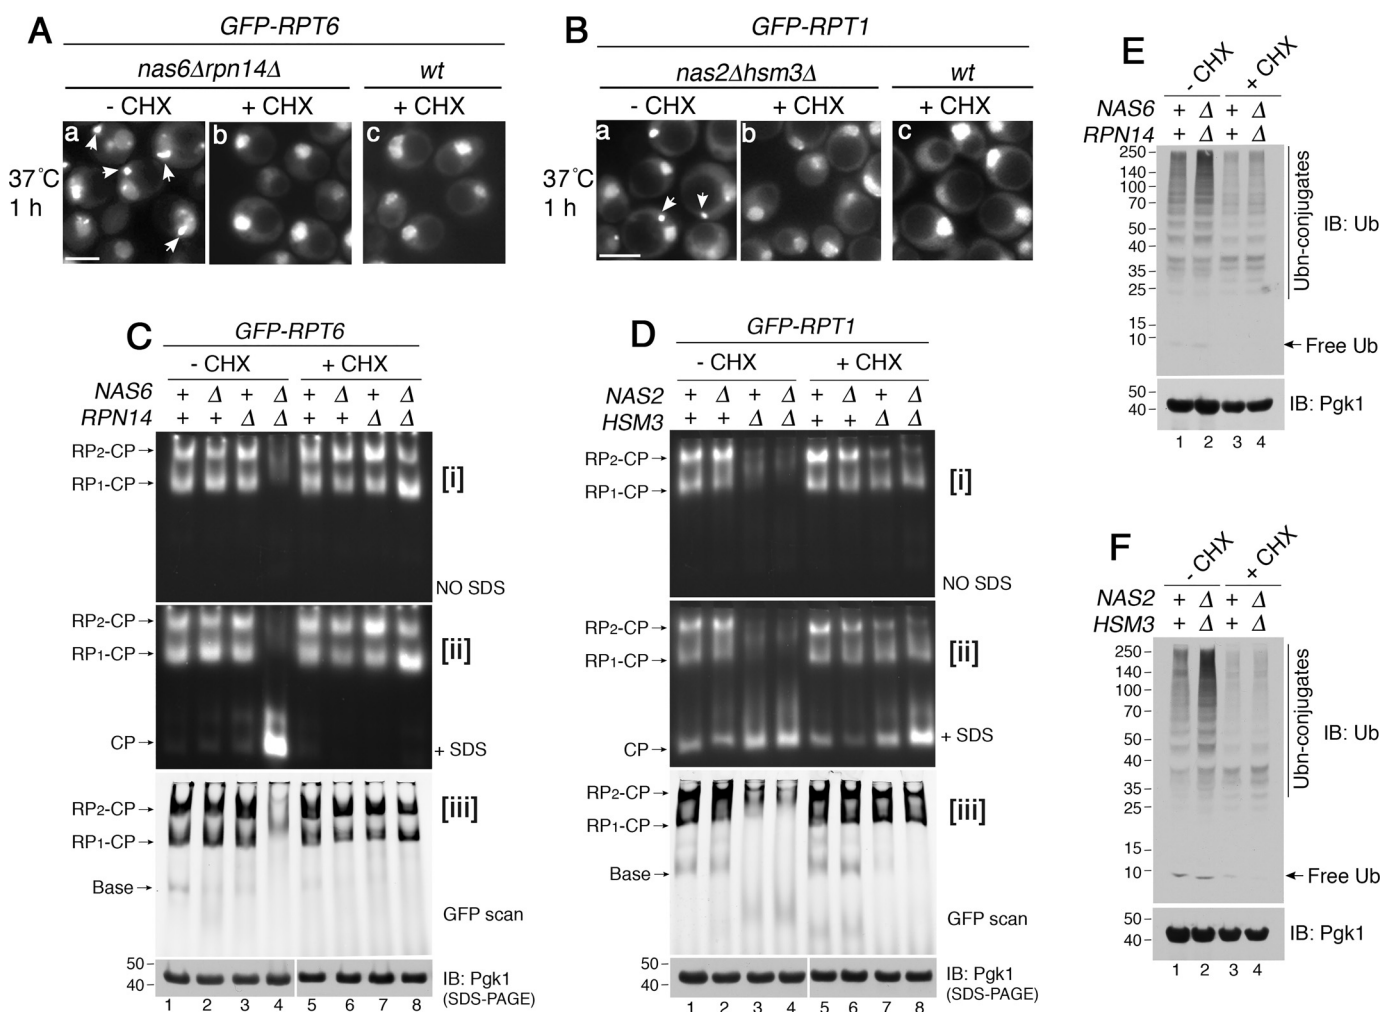 A
GFP-RPT6
nas6Δrpn14Δ
wt
- CHX
+ CHX
+ CHX
37°C
1 h
a
b
c
B
GFP-RPT1
nas2Δhsm3Δ
wt
- CHX
+ CHX
+ CHX
37°C
1 h
a
b
c
C
GFP-RPT6
- CHX
+ CHX
NAS6 + Δ + Δ + Δ + Δ
RPN14 + + Δ Δ + + Δ Δ
RP2-CP
RP1-CP
[i]
NO SDS
RP2-CP
RP1-CP
[ii]
CP
+ SDS
RP2-CP
[iii]
RP1-CP
Base
GFP scan
50
40
IB: Pgk1
(SDS-PAGE)
1 2 3 4 5 6 7 8
D
GFP-RPT1
- CHX
+ CHX
NAS2 + Δ + Δ + Δ + Δ
HSM3 + + Δ Δ + + Δ Δ
RP2-CP
RP1-CP
[i]
NO SDS
RP2-CP
RP1-CP
[ii]
CP
+ SDS
RP2-CP
[iii]
RP1-CP
Base
GFP scan
50
40
IB: Pgk1
(SDS-PAGE)
1 2 3 4 5 6 7 8
E
- CHX
+ CHX
NAS6 + Δ + Δ
RPN14 + Δ + Δ
250
140
100
70
50
40
35
25
15
10
Ubn-conjugates
IB: Ub
Free Ub
50
40
IB: Pgk1
1 2 3 4
F
- CHX
+ CHX
NAS2 + Δ + Δ
HSM3 + Δ + Δ
250
140
100
70
50
40
35
25
15
10
Ubn-conjugates
IB: Ub
Free Ub
50
40
IB: Pgk1
1 2 3 4